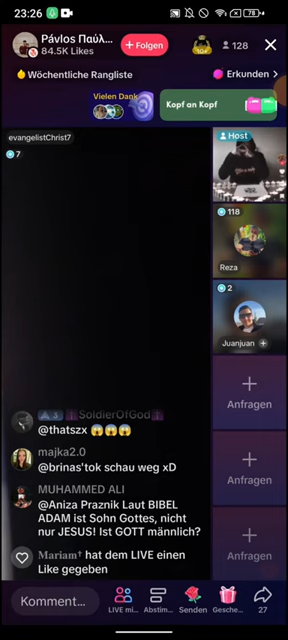 23:26
78
Pávlos Παύλ...
84.5K Likes
+ Folgen
128
Wöchentliche Rangliste
Erkunden >
Vielen Dank
Kopf an Kopf
evangelistChrist7
7
Host
118
Reza
2
Juanjuan
Anfragen
Anfragen
Anfragen
3 SoldierOfGod
@thatszx 😱😱😱
majka2.0
@brinas'tok schau weg xD
MUHAMMED ALI
@Aniza Praznik Laut BIBEL
ADAM ist Sohn Gottes, nicht
nur JESUS! Ist GOTT männlich?
Mariam† hat dem LIVE einen
Like gegeben
Komment...
LIVE mi...
Abstim...
Senden
Gesche...
27